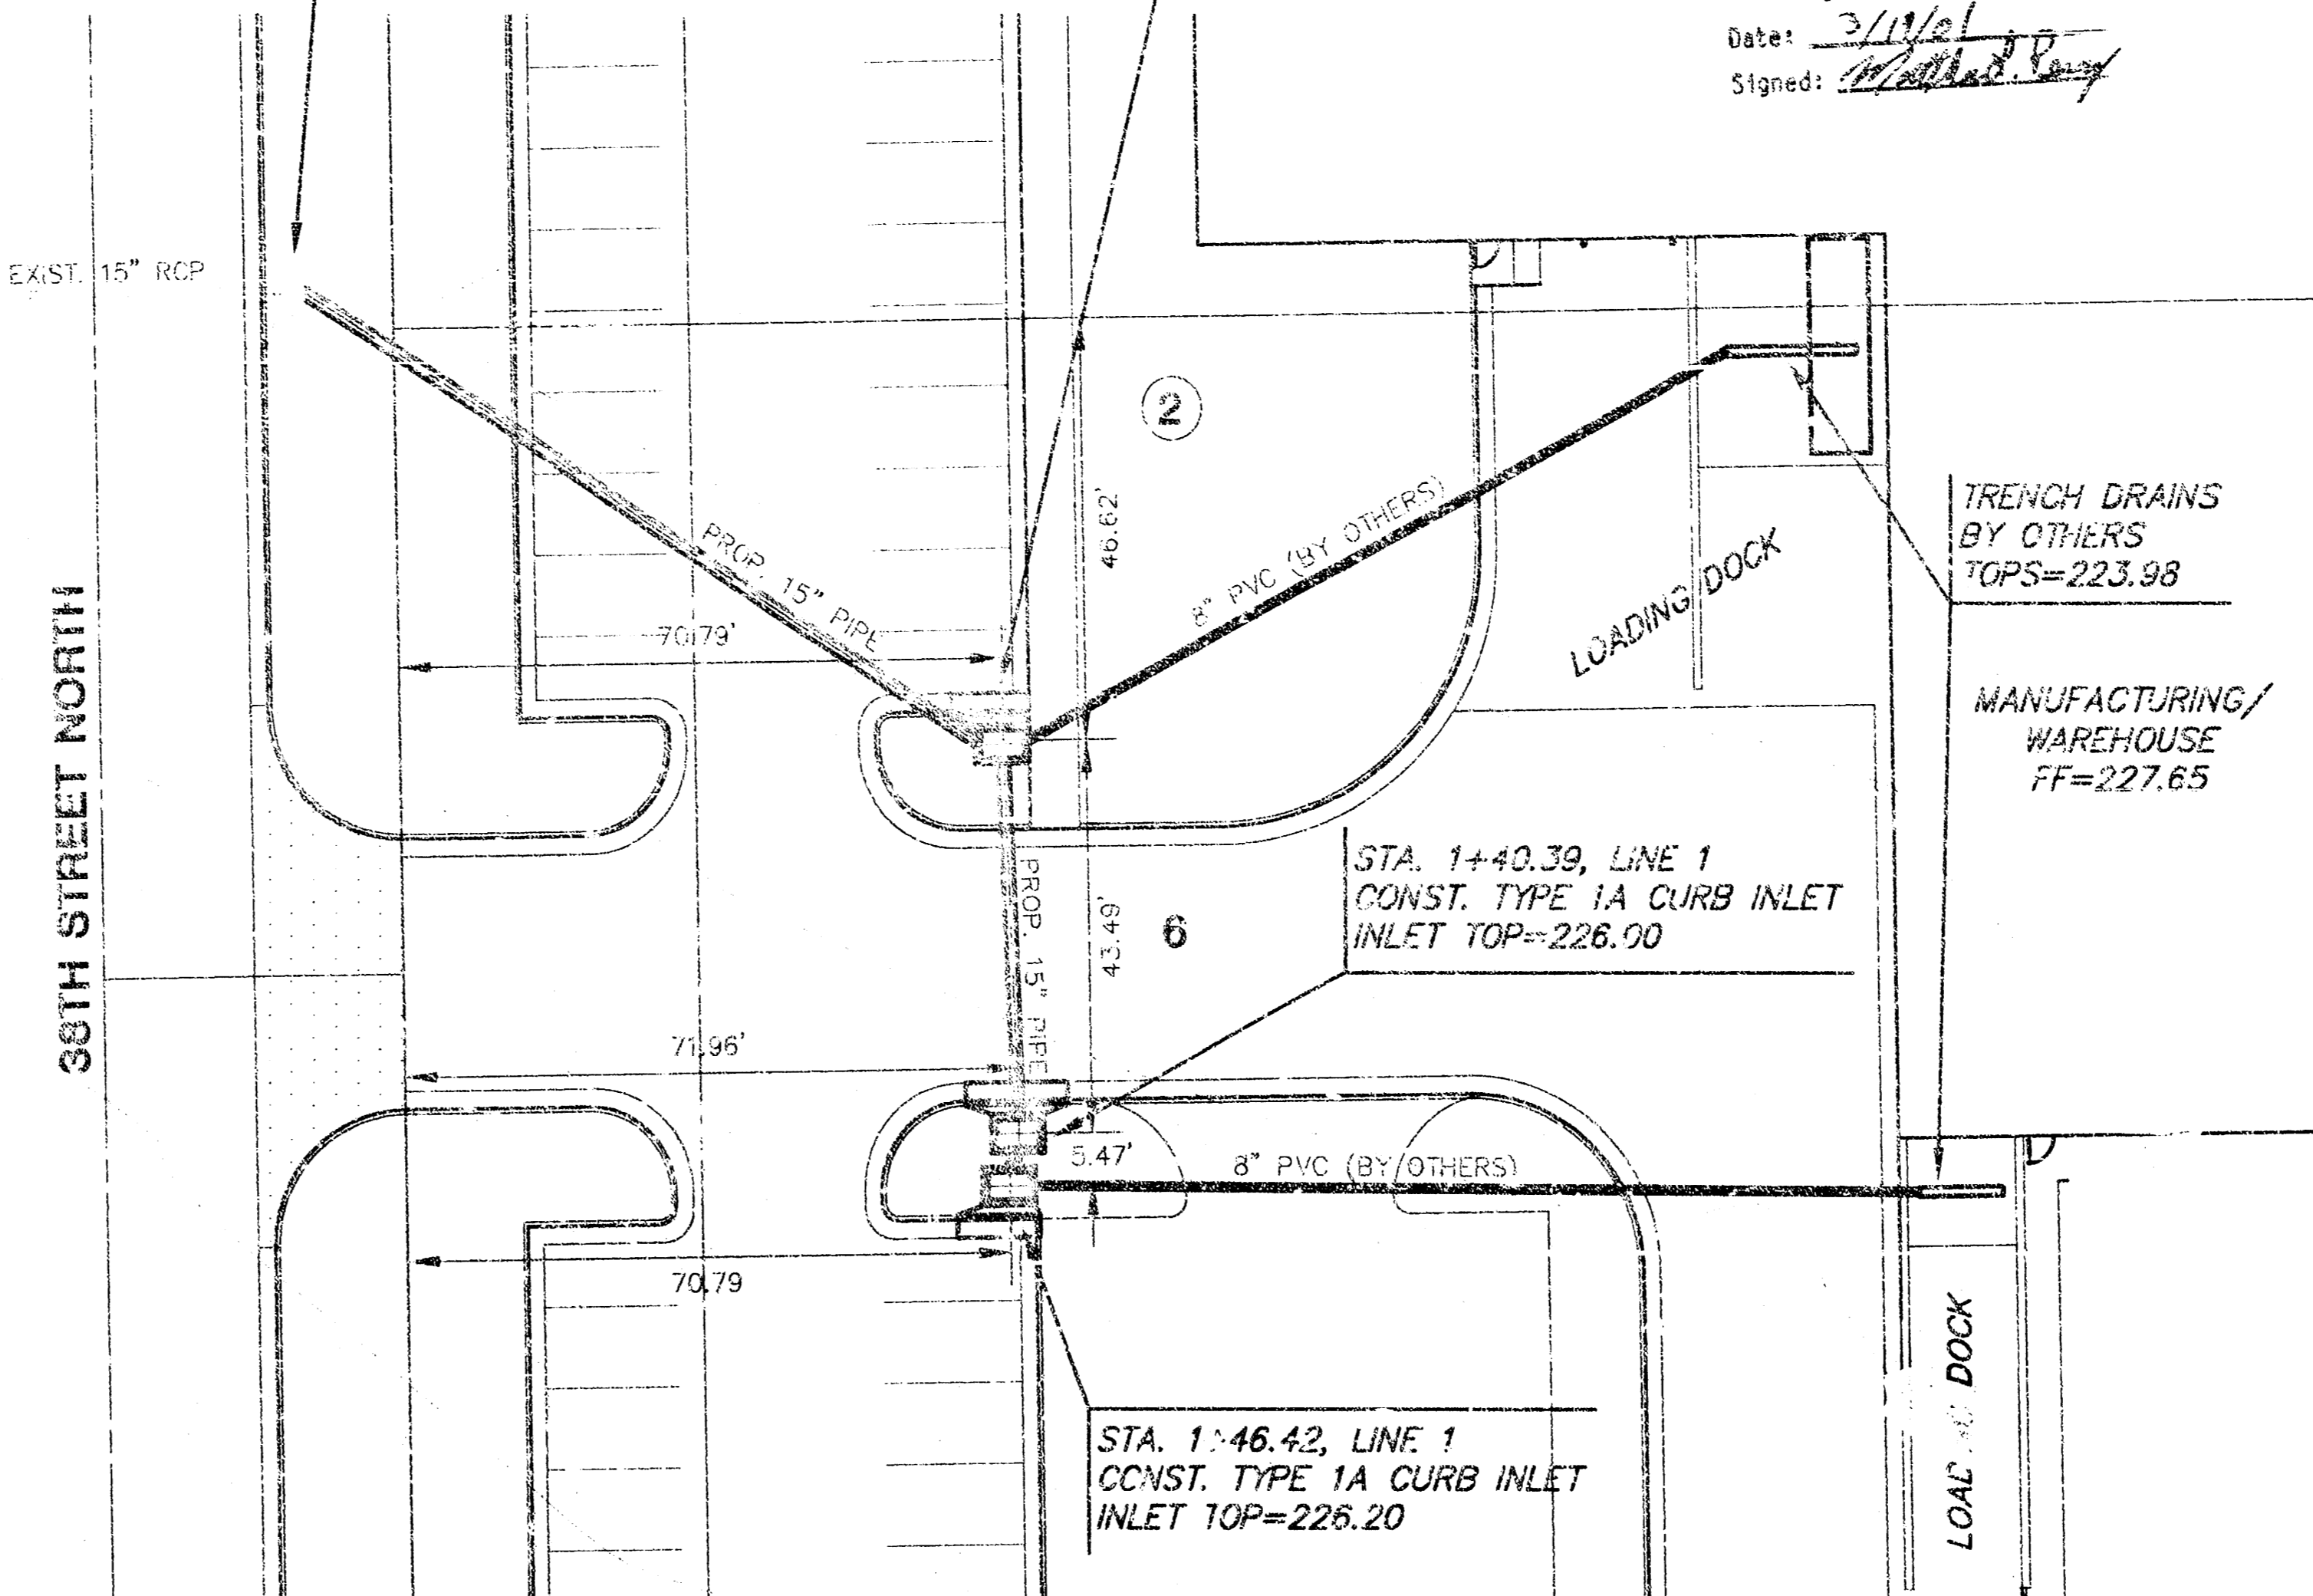 Date: 3/19/01
Signed:
EXIST. 15" RCP
2
46.62'
8" PVC (BY OTHERS)
TRENCH DRAINS
BY OTHERS
TOPS=223.98
LOADING DOCK
PROP. 15" PIPE
70.79'
MANUFACTURING/
WAREHOUSE
FF=227.65
38TH STREET NORTH
STA. 1+40.39, LINE 1
CONST. TYPE 1A CURB INLET
INLET TOP=226.00
PROP. 15" PIPE
43.49'
6
71.96'
5.47'
8" PVC (BY OTHERS)
70.79
STA. 1+46.42, LINE 1
CONST. TYPE 1A CURB INLET
INLET TOP=226.20
DOCK